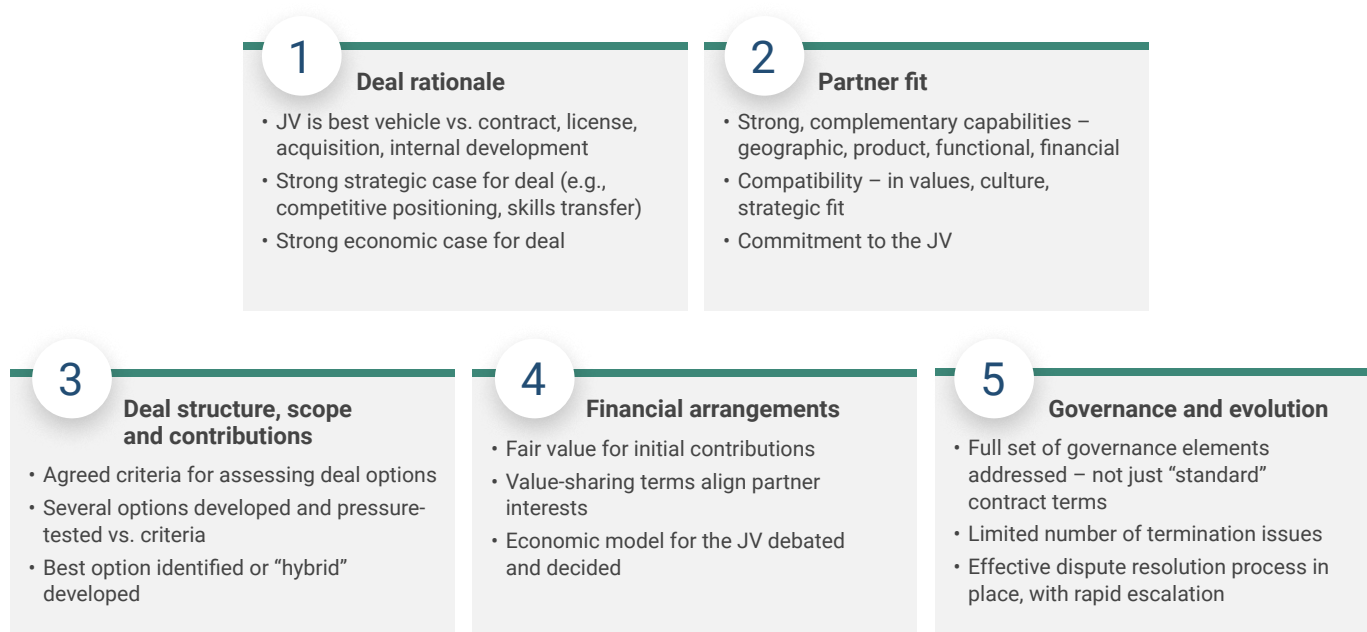 1
Deal rationale
• JV is best vehicle vs. contract, license,
acquisition, internal development
• Strong strategic case for deal (e.g.,
competitive positioning, skills transfer)
• Strong economic case for deal
2
Partner fit
• Strong, complementary capabilities –
geographic, product, functional, financial
• Compatibility – in values, culture,
strategic fit
• Commitment to the JV
3
Deal structure, scope
and contributions
• Agreed criteria for assessing deal options
• Several options developed and pressure-
tested vs. criteria
• Best option identified or “hybrid”
developed
4
Financial arrangements
• Fair value for initial contributions
• Value-sharing terms align partner
interests
• Economic model for the JV debated
and decided
5
Governance and evolution
• Full set of governance elements
addressed – not just “standard”
contract terms
• Limited number of termination issues
• Effective dispute resolution process in
place, with rapid escalation